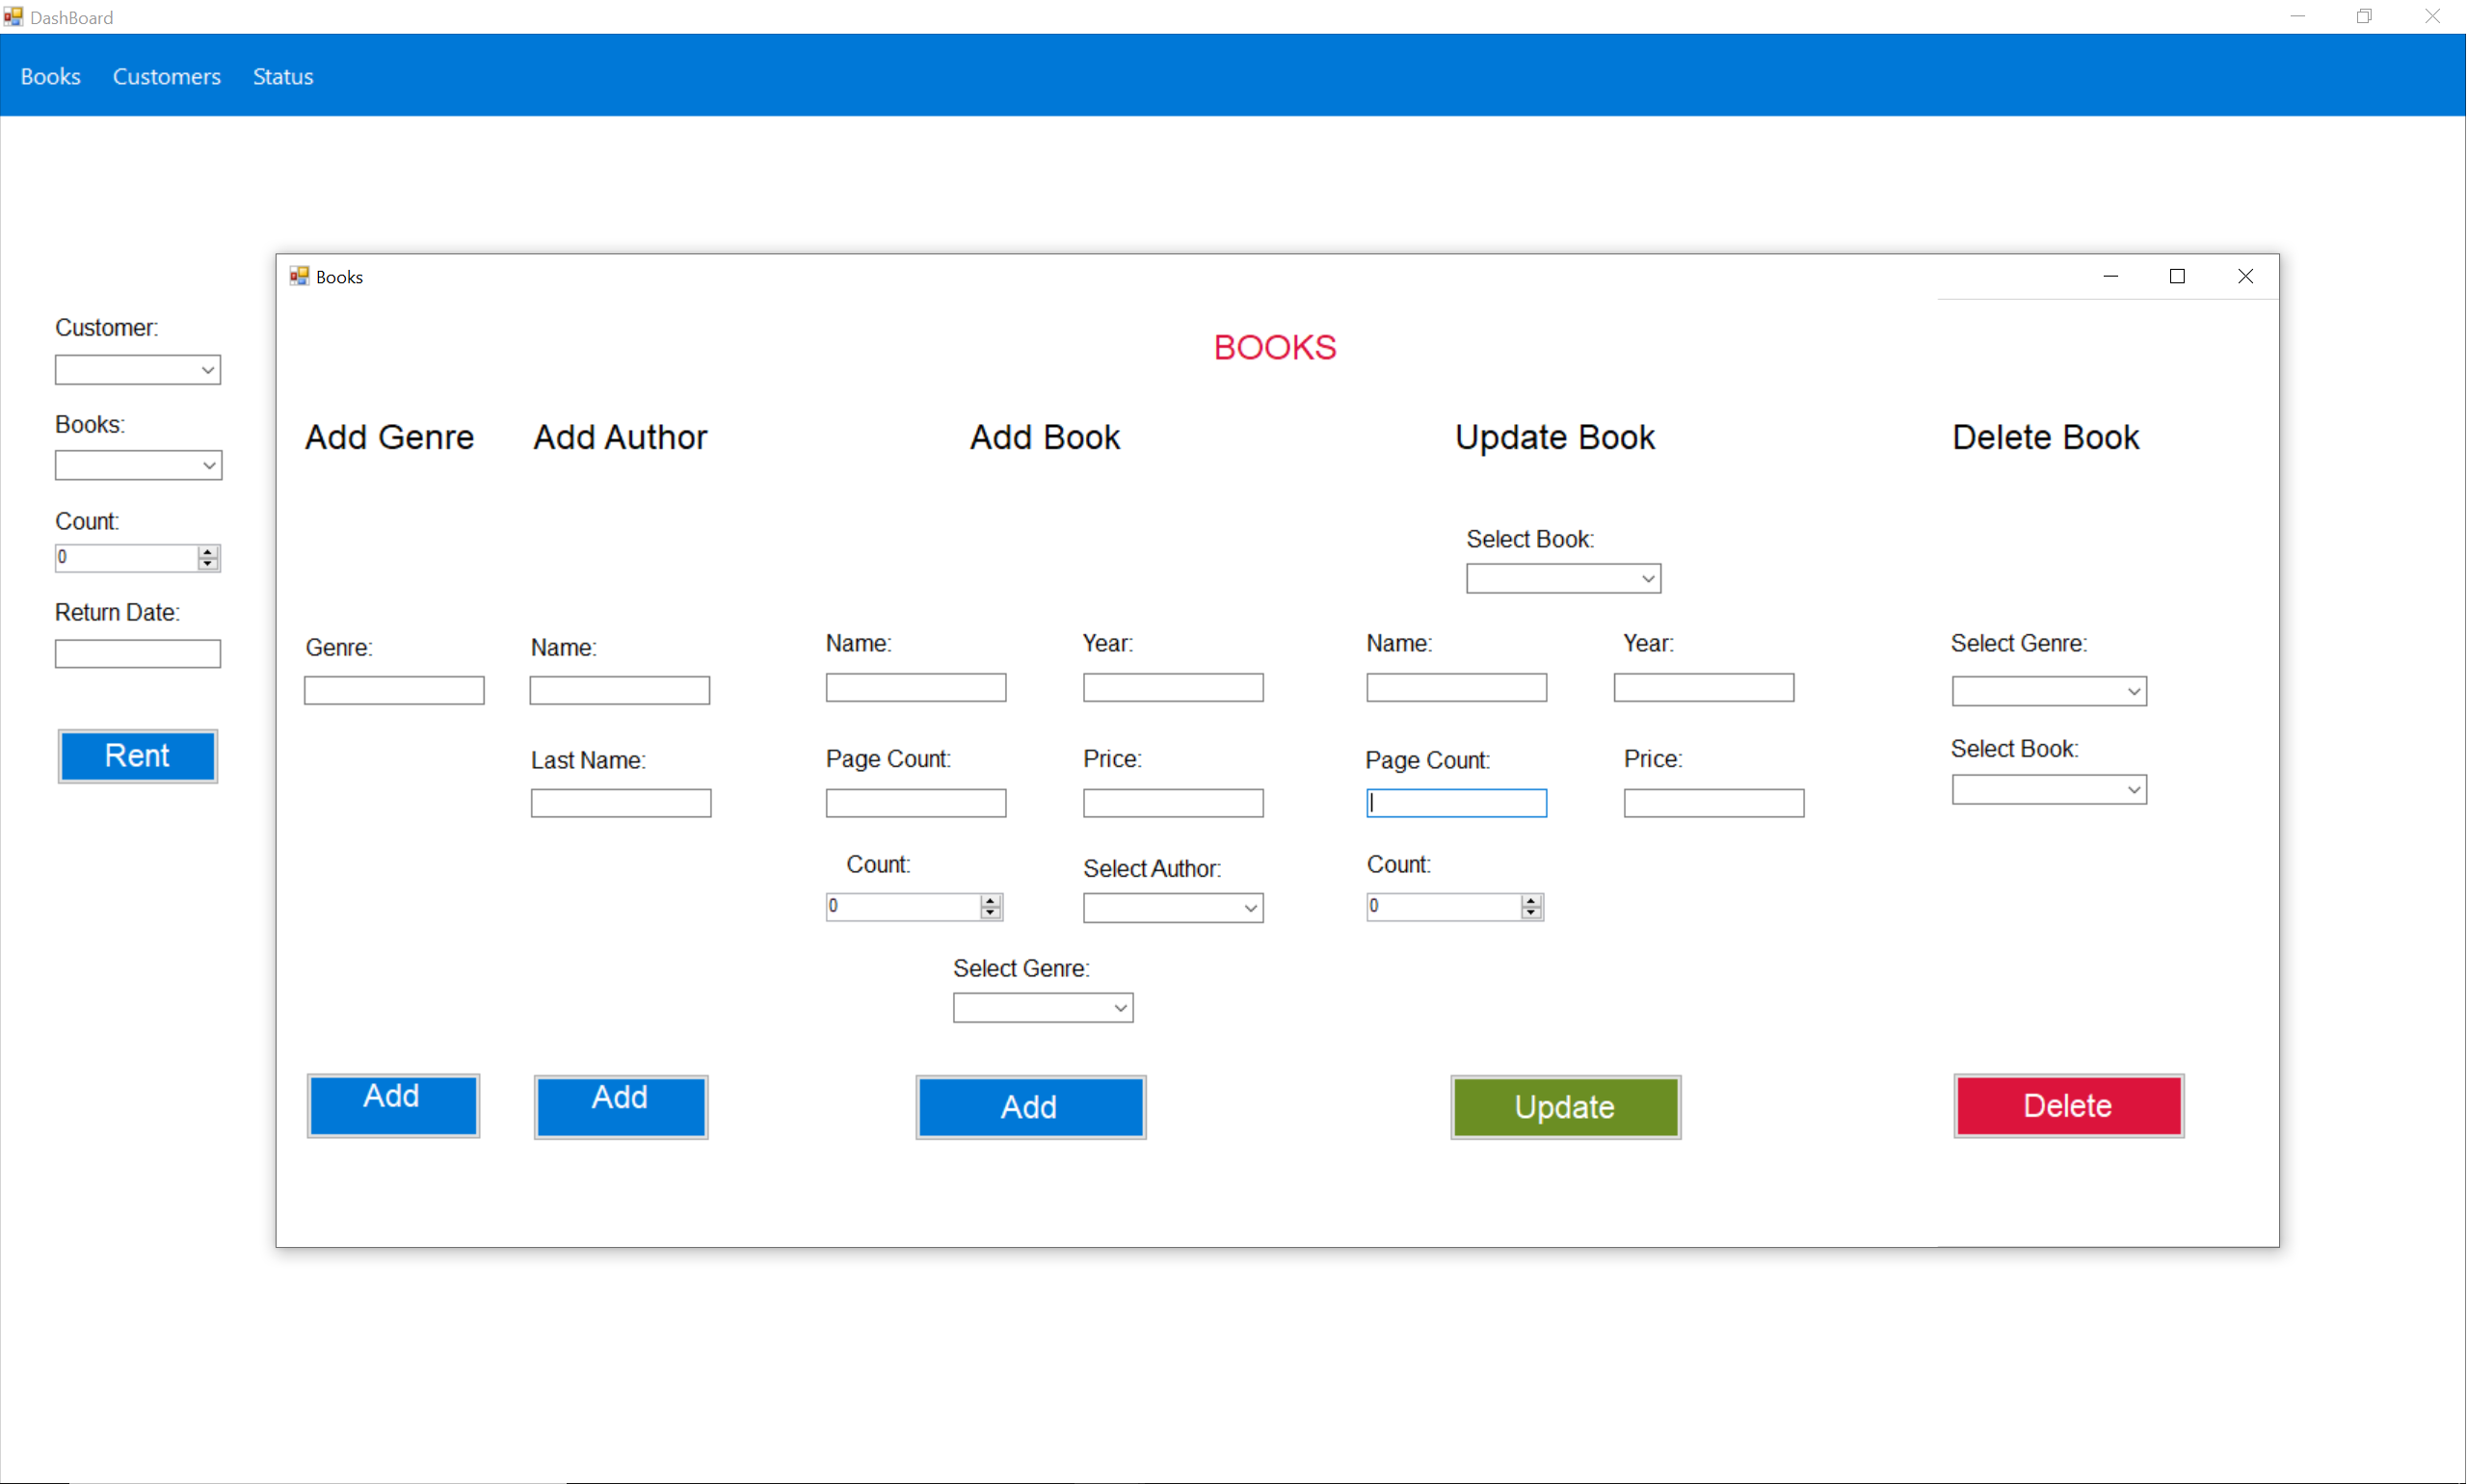 DashBoard
Books Customers Status
Customer:
Books:
Count:
0
Return Date:
Rent
Books
BOOKS
Add Genre
Genre:
Add
Add Author
Name:
Last Name:
Add
Add Book
Name: Year:
Page Count: Price:
Count: Select Author:
0
Select Genre:
Add
Update Book
Select Book:
Name: Year:
Page Count: Price:
Count:
0
Update
Delete Book
Select Genre:
Select Book:
Delete